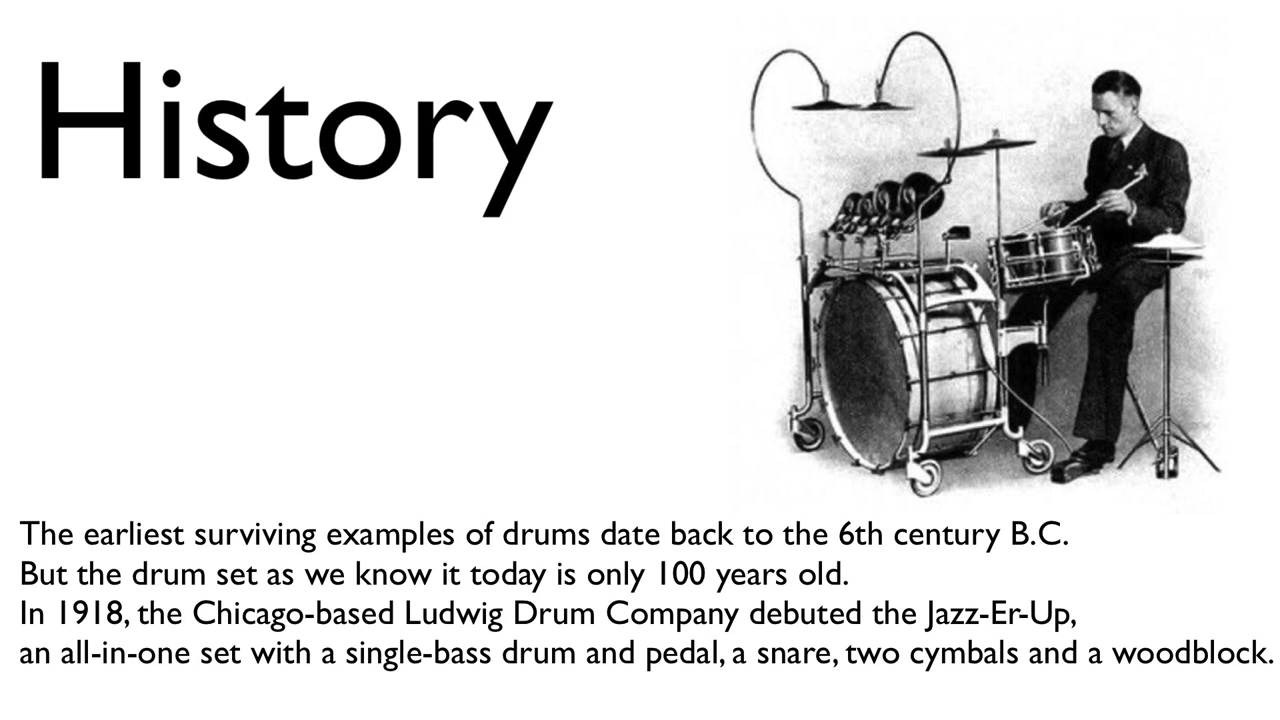 History
The earliest surviving examples of drums date back to the 6th century B.C.
But the drum set as we know it today is only 100 years old.
In 1918, the Chicago-based Ludwig Drum Company debuted the Jazz-Er-Up,
an all-in-one set with a single-bass drum and pedal, a snare, two cymbals and a woodblock.